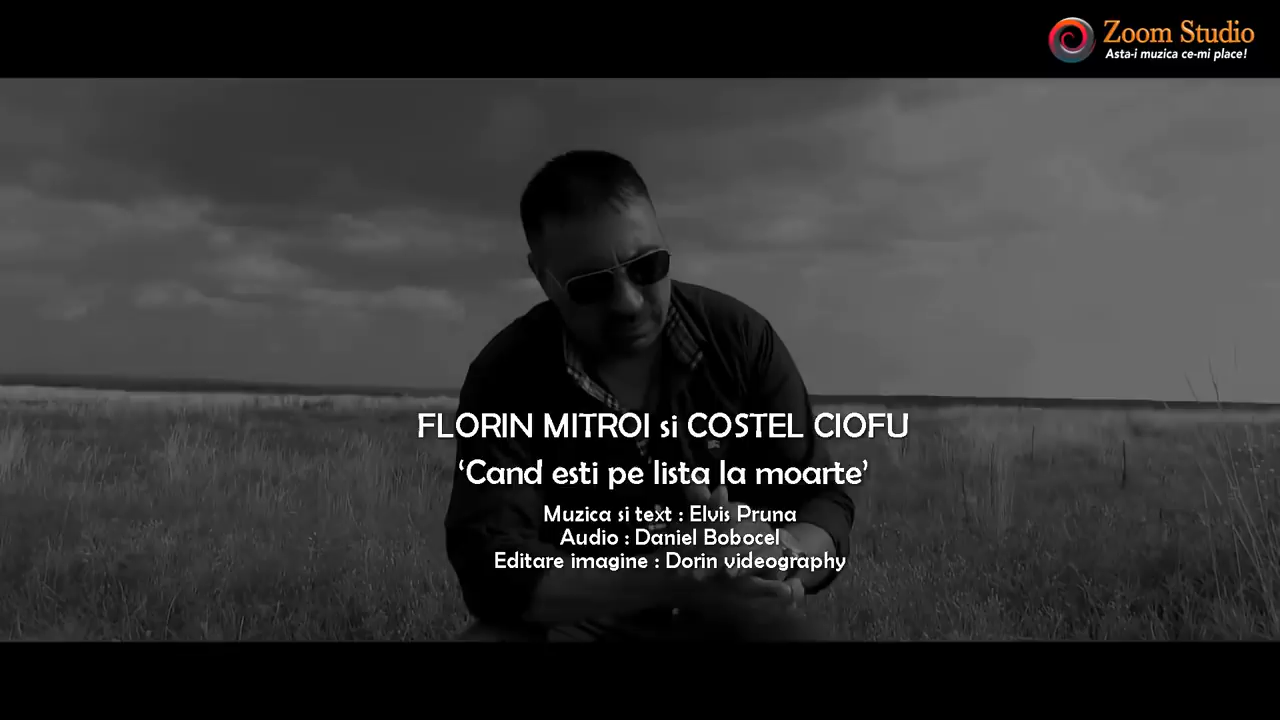 Zoom Studio
Asta-i muzica ce-mi place!
FLORIN MITROI si COSTEL CIOFU
‘Cand esti pe lista la moarte’
Muzica si text : Elvis Pruna
Audio : Daniel Bobocel
Editare imagine : Dorin videography